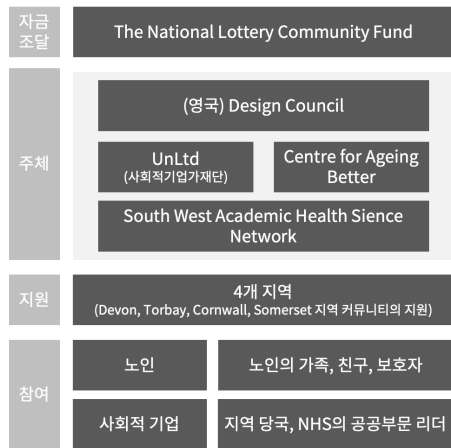 자금
조달
The National Lottery Community Fund
주체
(영국) Design Council
UnLtd
(사회적기업가재단)
Centre for Ageing
Better
South West Academic Health Sience
Network
지원
4개 지역
(Devon, Torbay, Cornwall, Somerset 지역 커뮤니티의 지원)
참여
노인
노인의 가족, 친구, 보호자
사회적 기업
지역 당국, NHS의 공공부문 리더